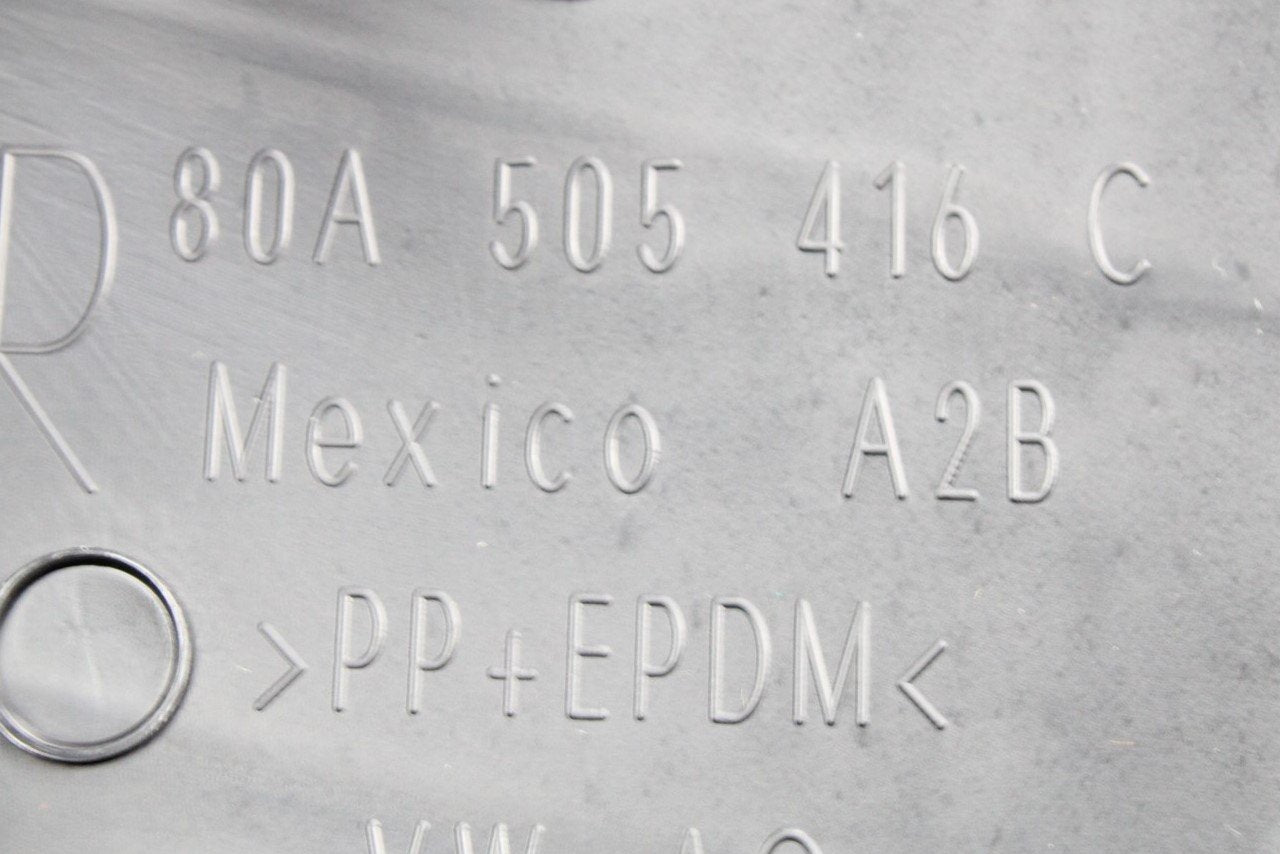 R
80A 505 416 C
Mexico A2B
>PP+EPDM<